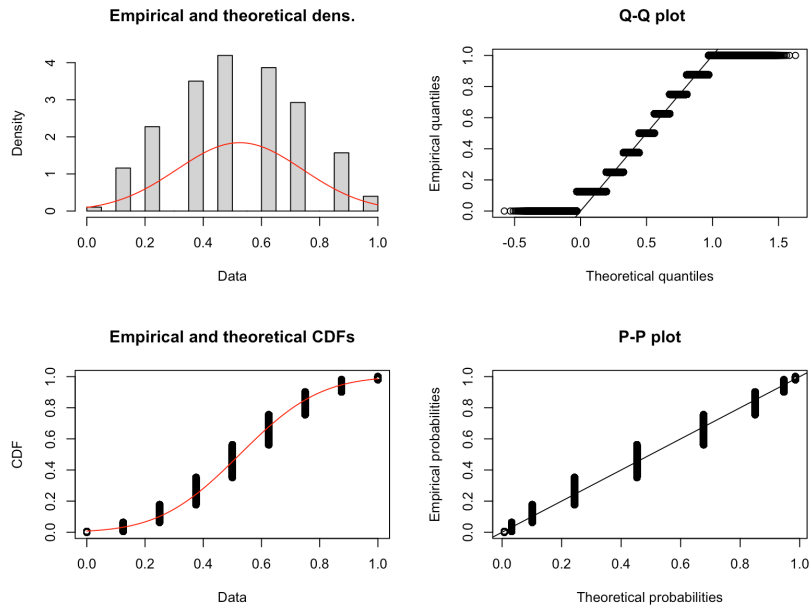 Empirical and theoretical dens.
Density
0 1 2 3 4
0.0 0.2 0.4 0.6 0.8 1.0
Data
Q-Q plot
Empirical quantiles
0.0 0.2 0.4 0.6 0.8 1.0
-0.5 0.0 0.5 1.0 1.5
Theoretical quantiles
Empirical and theoretical CDFs
CDF
0.0 0.2 0.4 0.6 0.8 1.0
0.0 0.2 0.4 0.6 0.8 1.0
Data
P-P plot
Empirical probabilities
0.0 0.2 0.4 0.6 0.8 1.0
0.0 0.2 0.4 0.6 0.8 1.0
Theoretical probabilities